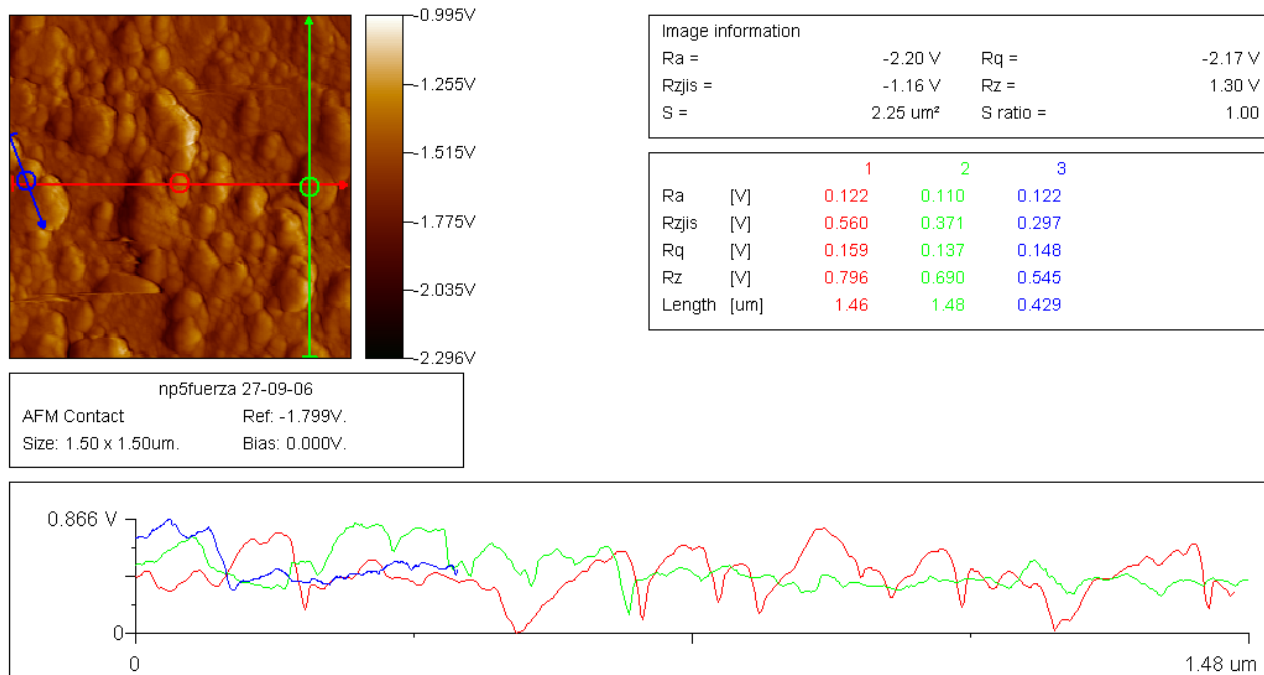 -0.995V
-1.255V
-1.515V
-1.775V
-2.035V
-2.296V
Image information
Ra = -2.20 V Rq = -2.17 V
Rzjis = -1.16 V Rz = 1.30 V
S = 2.25 um² S ratio = 1.00
1 2 3
Ra [V] 0.122 0.110 0.122
Rzjis [V] 0.560 0.371 0.297
Rq [V] 0.159 0.137 0.148
Rz [V] 0.796 0.690 0.545
Length [um] 1.46 1.48 0.429
np5fuerza 27-09-06
AFM Contact Ref: -1.799V.
Size: 1.50 x 1.50um. Bias: 0.000V.
0.866 V
0
0 1.48 um